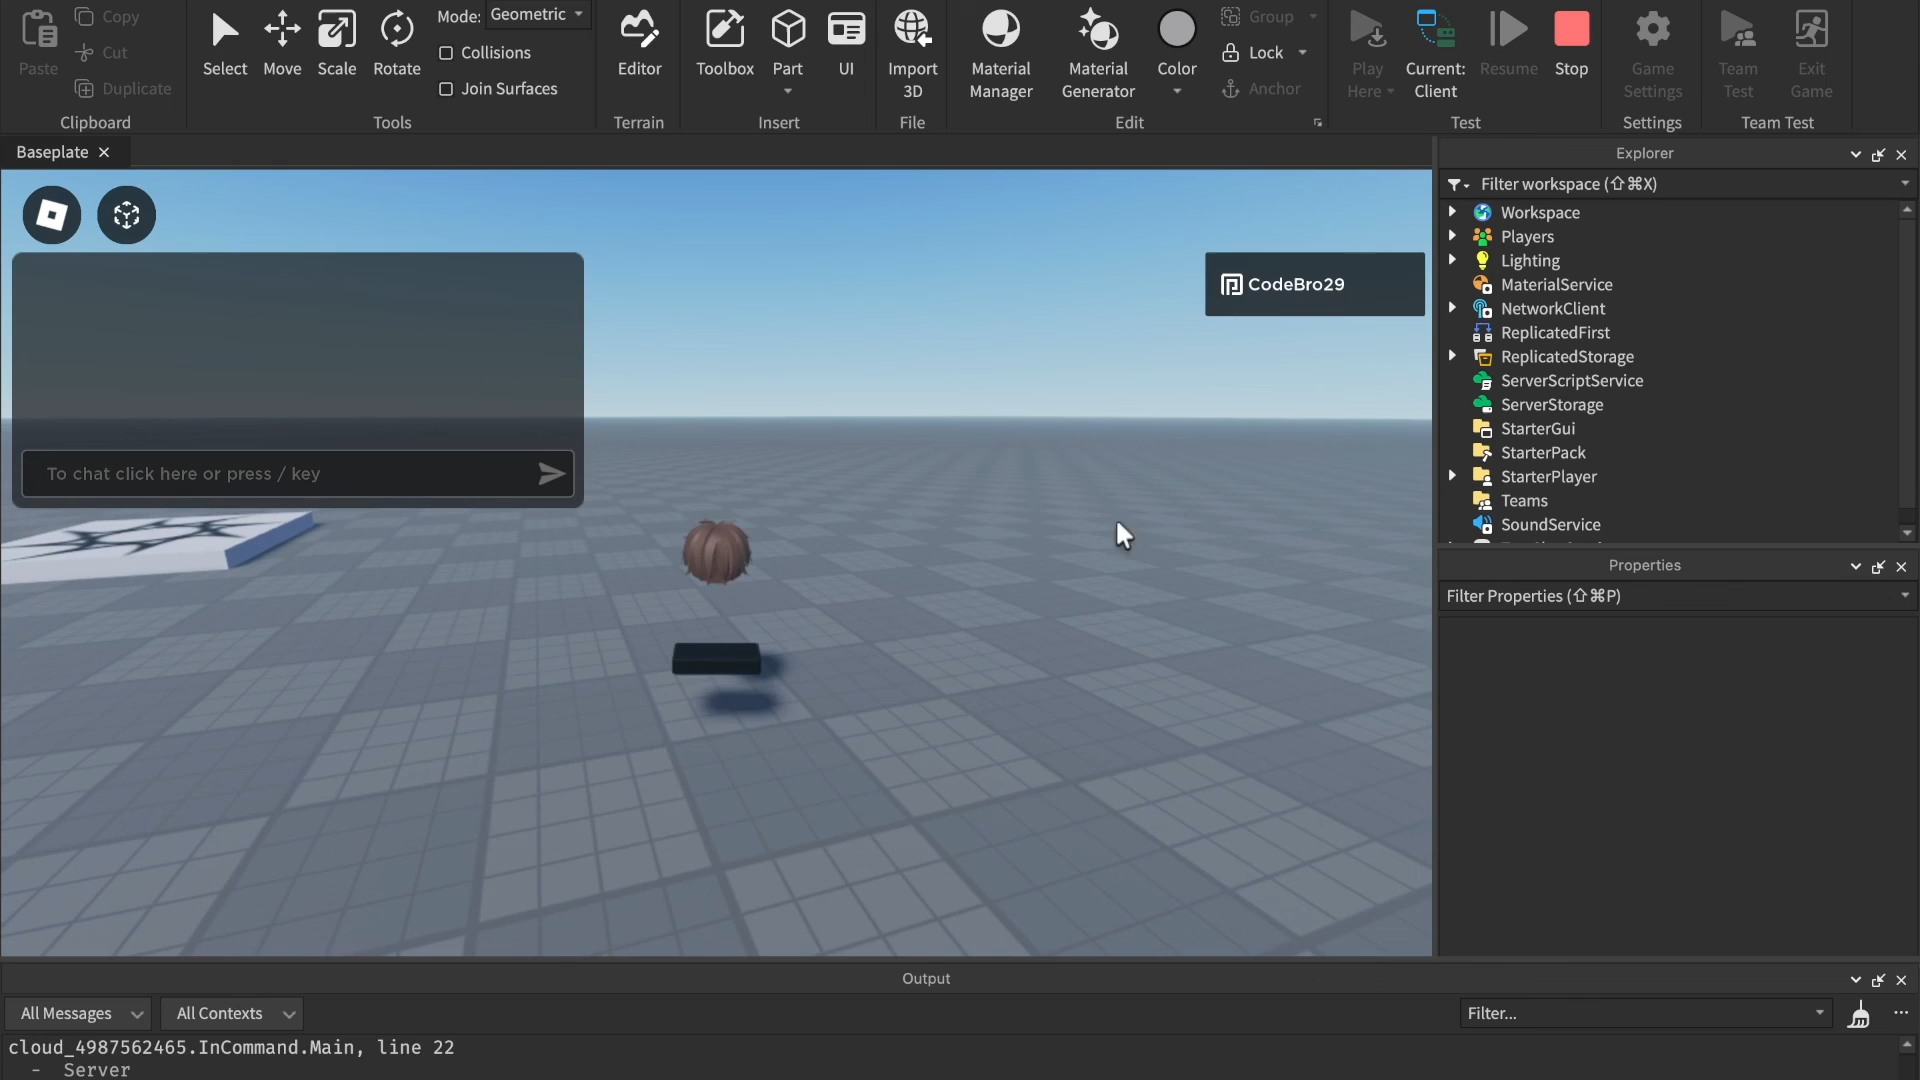 Paste
Copy
Cut
Duplicate
Clipboard
Select
Move
Scale
Rotate
Mode: Geometric
Collisions
Join Surfaces
Tools
Editor
Terrain
Toolbox
Part
UI
Insert
Import
3D
File
Material
Manager
Material
Generator
Color
Group
Lock
Anchor
Edit
Play
Here
Current:
Client
Resume
Stop
Test
Game
Settings
Settings
Team
Test
Exit
Game
Team Test
Baseplate
To chat click here or press / key
CodeBro29
Explorer
Filter workspace (⇧⌘X)
Workspace
Players
Lighting
MaterialService
NetworkClient
ReplicatedFirst
ReplicatedStorage
ServerScriptService
ServerStorage
StarterGui
StarterPack
StarterPlayer
Teams
SoundService
Properties
Filter Properties (⇧⌘P)
Output
All Messages
All Contexts
Filter...
cloud_4987562465.InCommand.Main, line 22
- Server